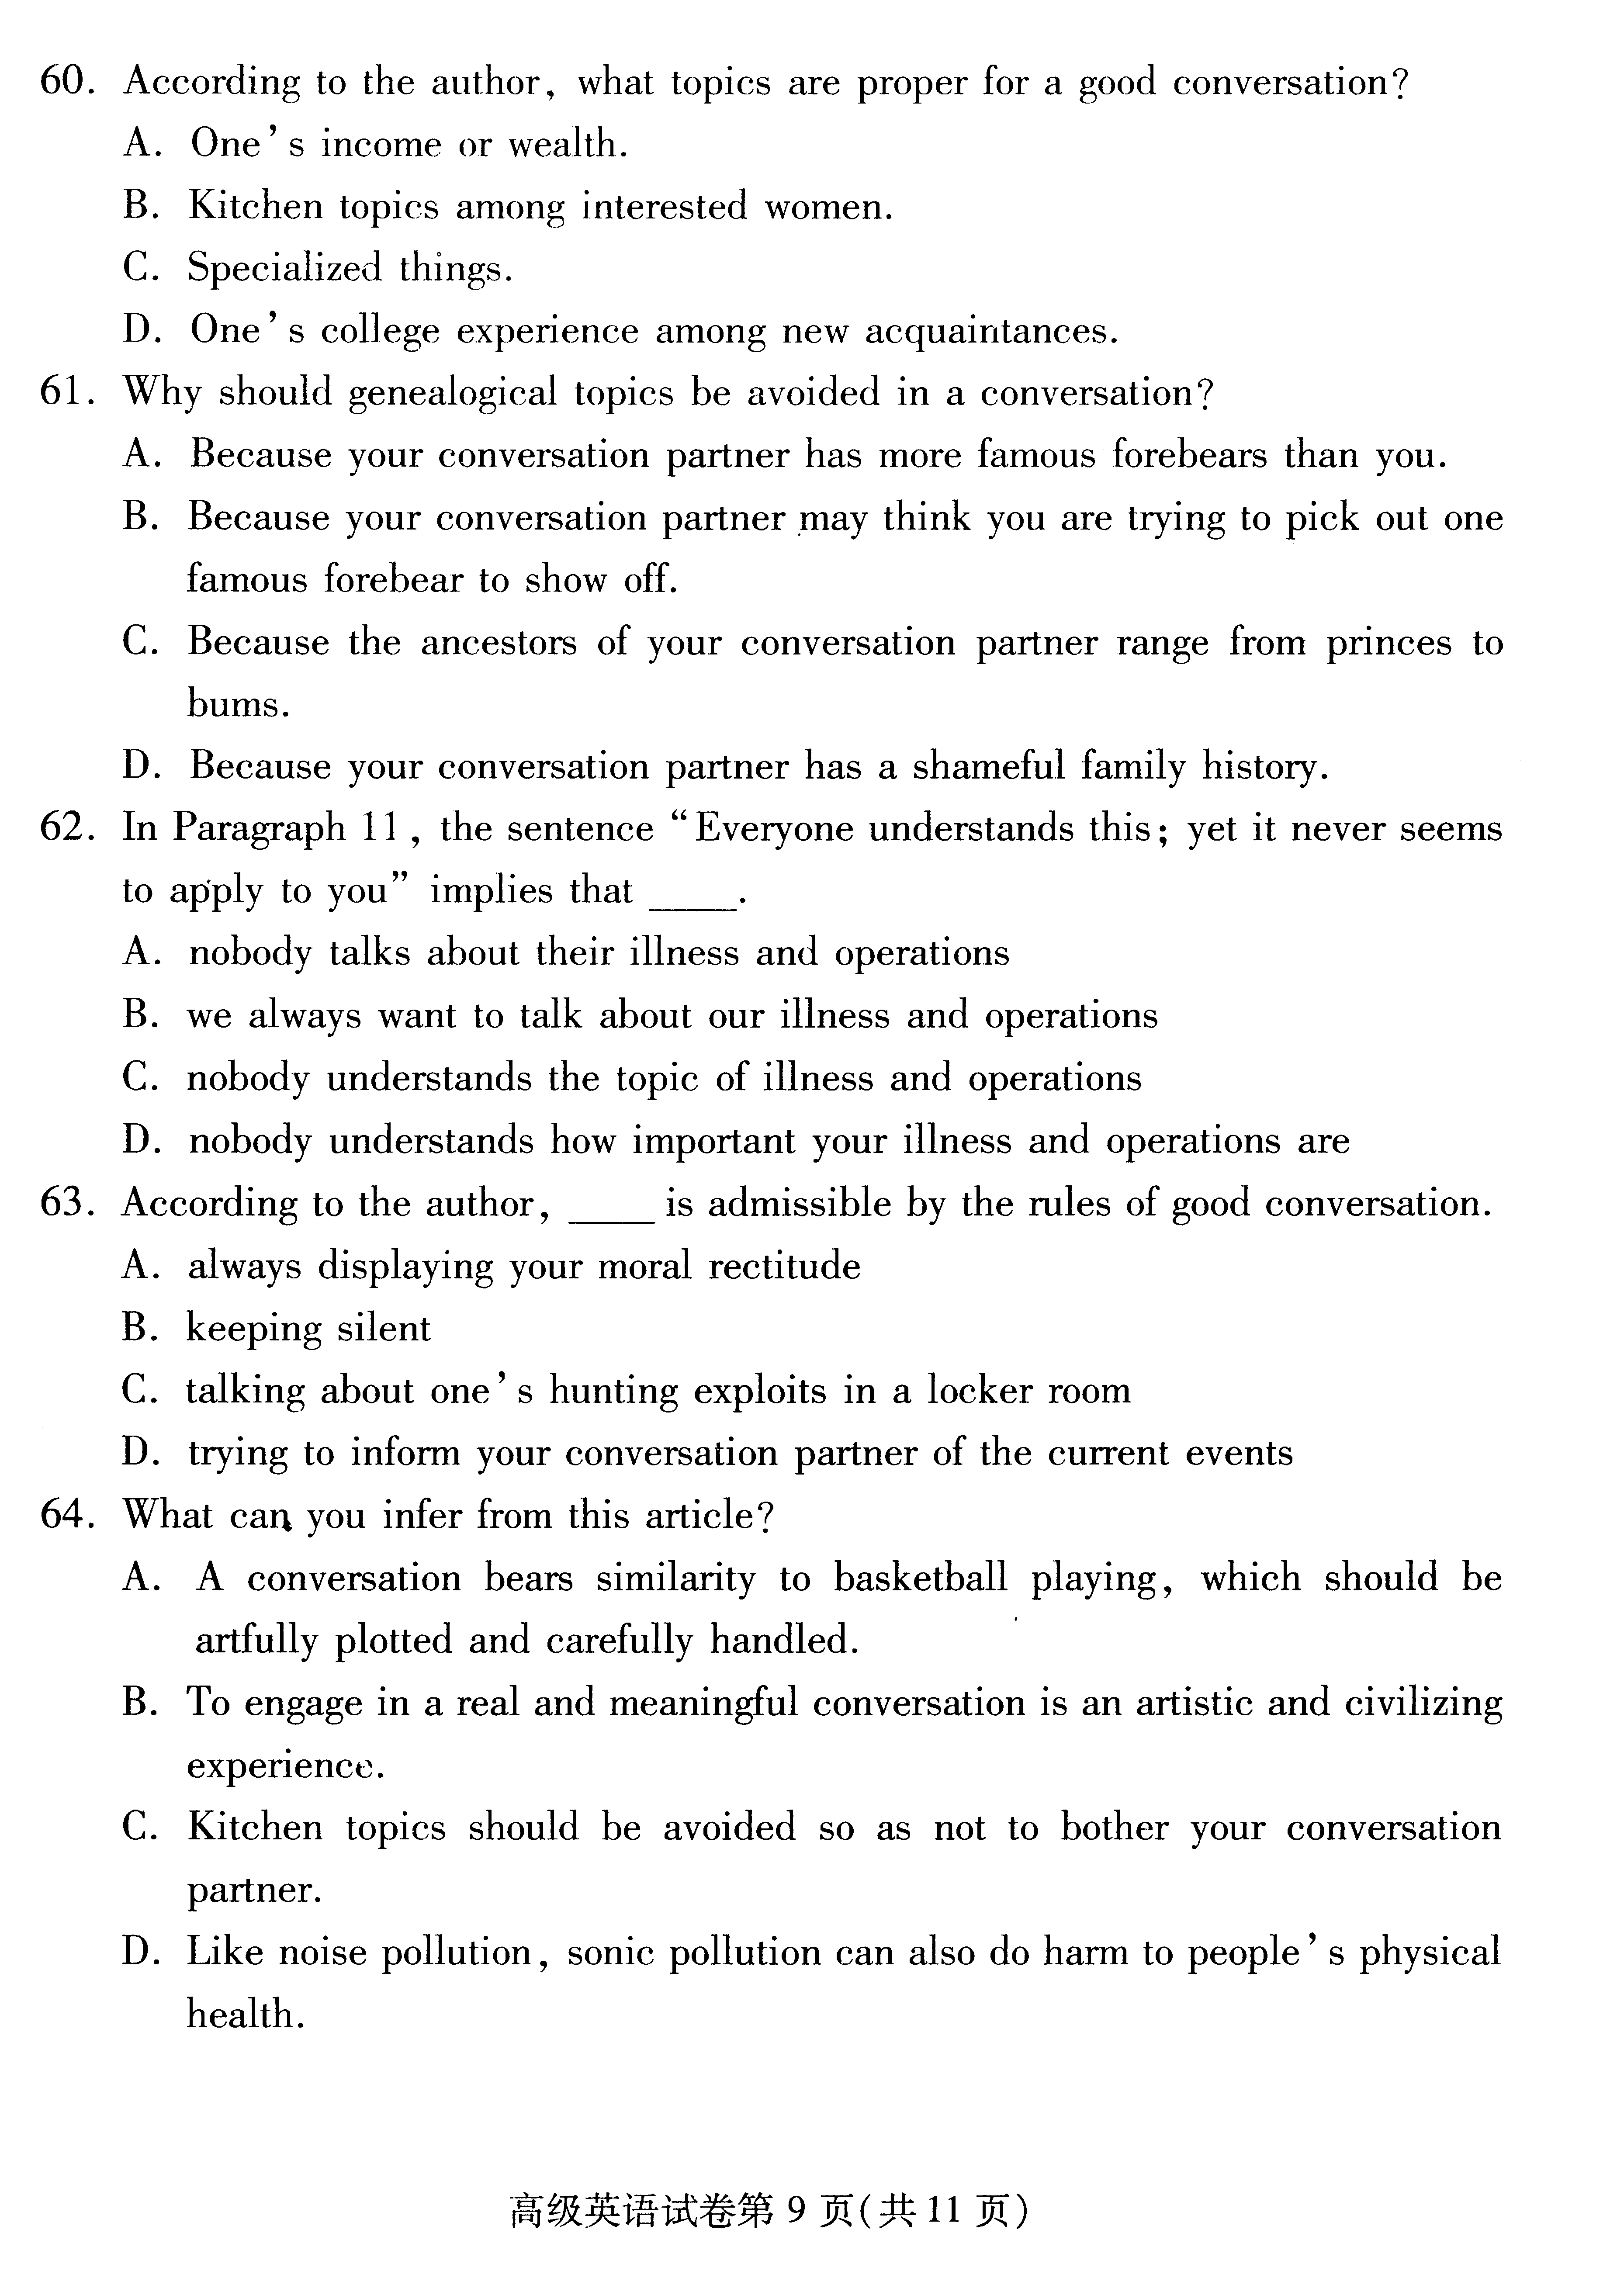 60. According to the author, what topics are proper for a good conversation?
A. One's income or wealth.
B. Kitchen topics among interested women.
C. Specialized things.
D. One's college experience among new acquaintances.
61. Why should genealogical topics be avoided in a conversation?
A. Because your conversation partner has more famous forebears than you.
B. Because your conversation partner may think you are trying to pick out one
famous forebear to show off.
C. Because the ancestors of your conversation partner range from princes to
bums.
D. Because your conversation partner has a shameful family history.
62. In Paragraph 11, the sentence "Everyone understands this; yet it never seems
to apply to you" implies that ____.
A. nobody talks about their illness and operations
B. we always want to talk about our illness and operations
C. nobody understands the topic of illness and operations
D. nobody understands how important your illness and operations are
63. According to the author, ____ is admissible by the rules of good conversation.
A. always displaying your moral rectitude
B. keeping silent
C. talking about one's hunting exploits in a locker room
D. trying to inform your conversation partner of the current events
64. What can you infer from this article?
A. A conversation bears similarity to basketball playing, which should be
artfully plotted and carefully handled.
B. To engage in a real and meaningful conversation is an artistic and civilizing
experience.
C. Kitchen topics should be avoided so as not to bother your conversation
partner.
D. Like noise pollution, sonic pollution can also do harm to people's physical
health.
高级英语试卷第 9 页(共 11 页)